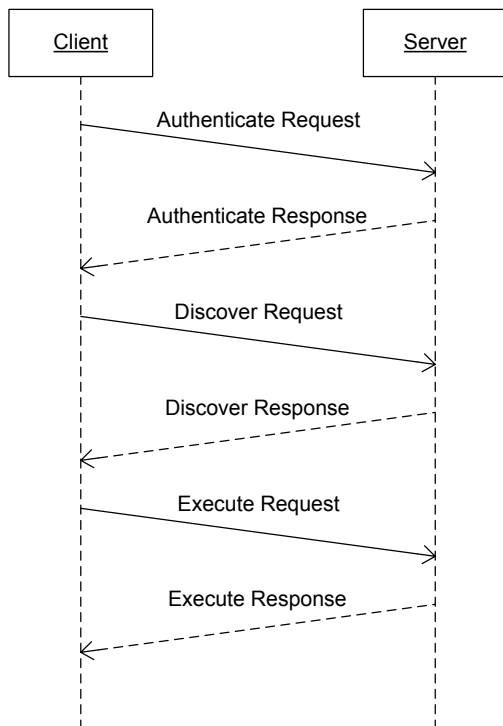 Client
Server
Authenticate Request
Authenticate Response
Discover Request
Discover Response
Execute Request
Execute Response